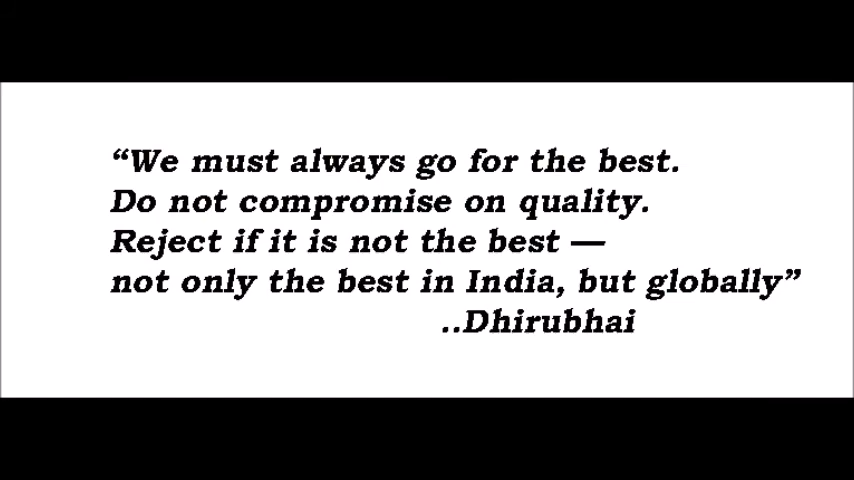 “We must always go for the best.
Do not compromise on quality.
Reject if it is not the best —
not only the best in India, but globally”
..Dhirubhai